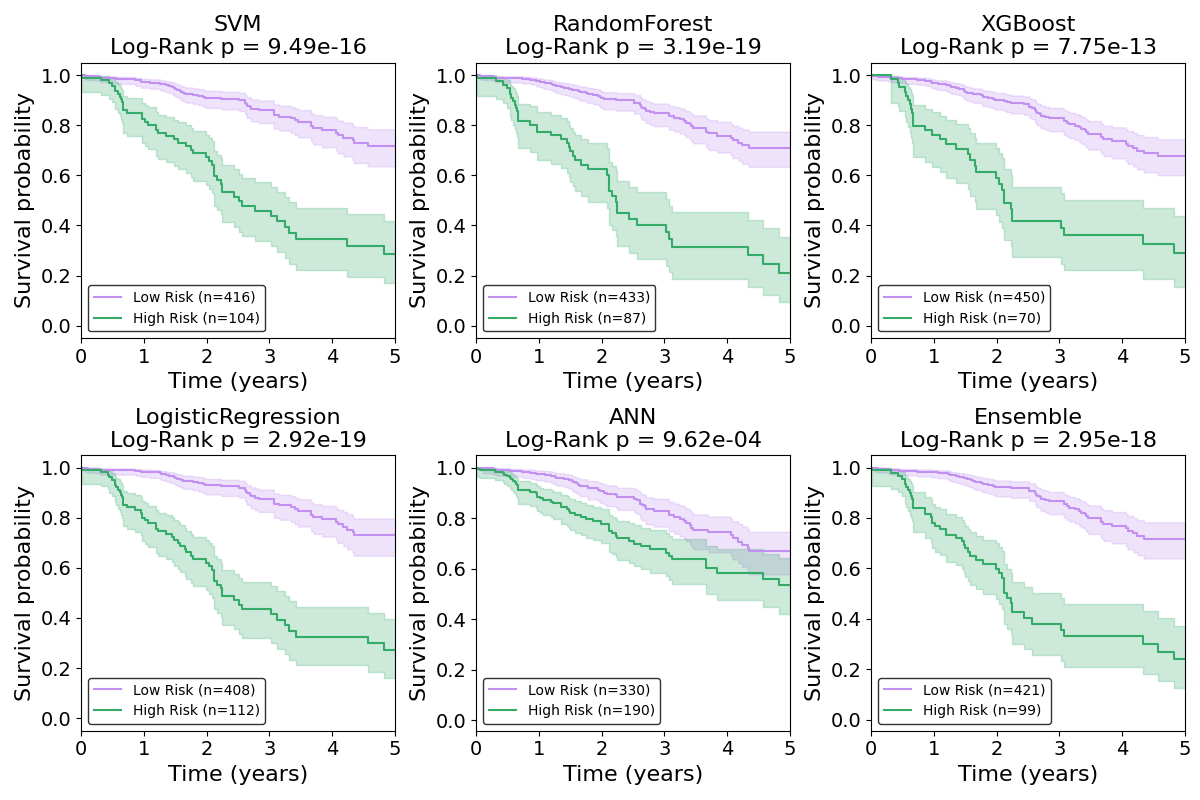 SVM
Log-Rank p = 9.49e-16
Survival probability
1.0
0.8
0.6
0.4
0.2
0.0
Low Risk (n=416)
High Risk (n=104)
0 1 2 3 4 5
Time (years)
RandomForest
Log-Rank p = 3.19e-19
Survival probability
1.0
0.8
0.6
0.4
0.2
0.0
Low Risk (n=433)
High Risk (n=87)
0 1 2 3 4 5
Time (years)
XGBoost
Log-Rank p = 7.75e-13
Survival probability
1.0
0.8
0.6
0.4
0.2
0.0
Low Risk (n=450)
High Risk (n=70)
0 1 2 3 4 5
Time (years)
LogisticRegression
Log-Rank p = 2.92e-19
Survival probability
1.0
0.8
0.6
0.4
0.2
0.0
Low Risk (n=408)
High Risk (n=112)
0 1 2 3 4 5
Time (years)
ANN
Log-Rank p = 9.62e-04
Survival probability
1.0
0.8
0.6
0.4
0.2
0.0
Low Risk (n=330)
High Risk (n=190)
0 1 2 3 4 5
Time (years)
Ensemble
Log-Rank p = 2.95e-18
Survival probability
1.0
0.8
0.6
0.4
0.2
0.0
Low Risk (n=421)
High Risk (n=99)
0 1 2 3 4 5
Time (years)